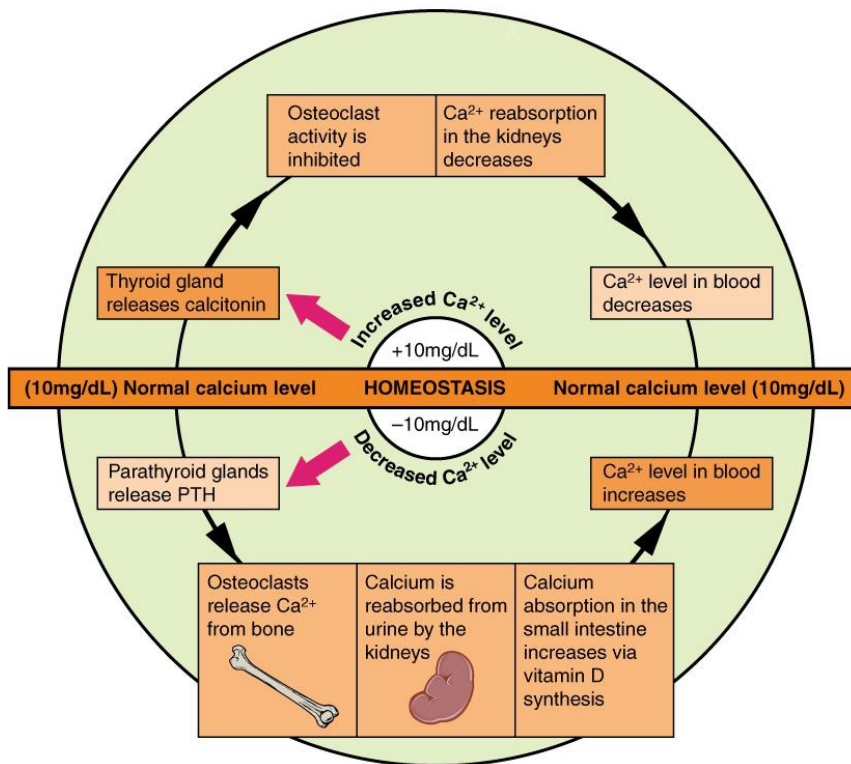 Osteoclast
activity is
inhibited
Ca²⁺ reabsorption
in the kidneys
decreases
Thyroid gland
releases calcitonin
Increased Ca²⁺ level
+10mg/dL
Ca²⁺ level in blood
decreases
(10mg/dL) Normal calcium level
HOMEOSTASIS
Normal calcium level (10mg/dL)
–10mg/dL
Decreased Ca²⁺ level
Parathyroid glands
release PTH
Ca²⁺ level in blood
increases
Osteoclasts
release Ca²⁺
from bone
Calcium is
reabsorbed from
urine by the
kidneys
Calcium
absorption in the
small intestine
increases via
vitamin D
synthesis